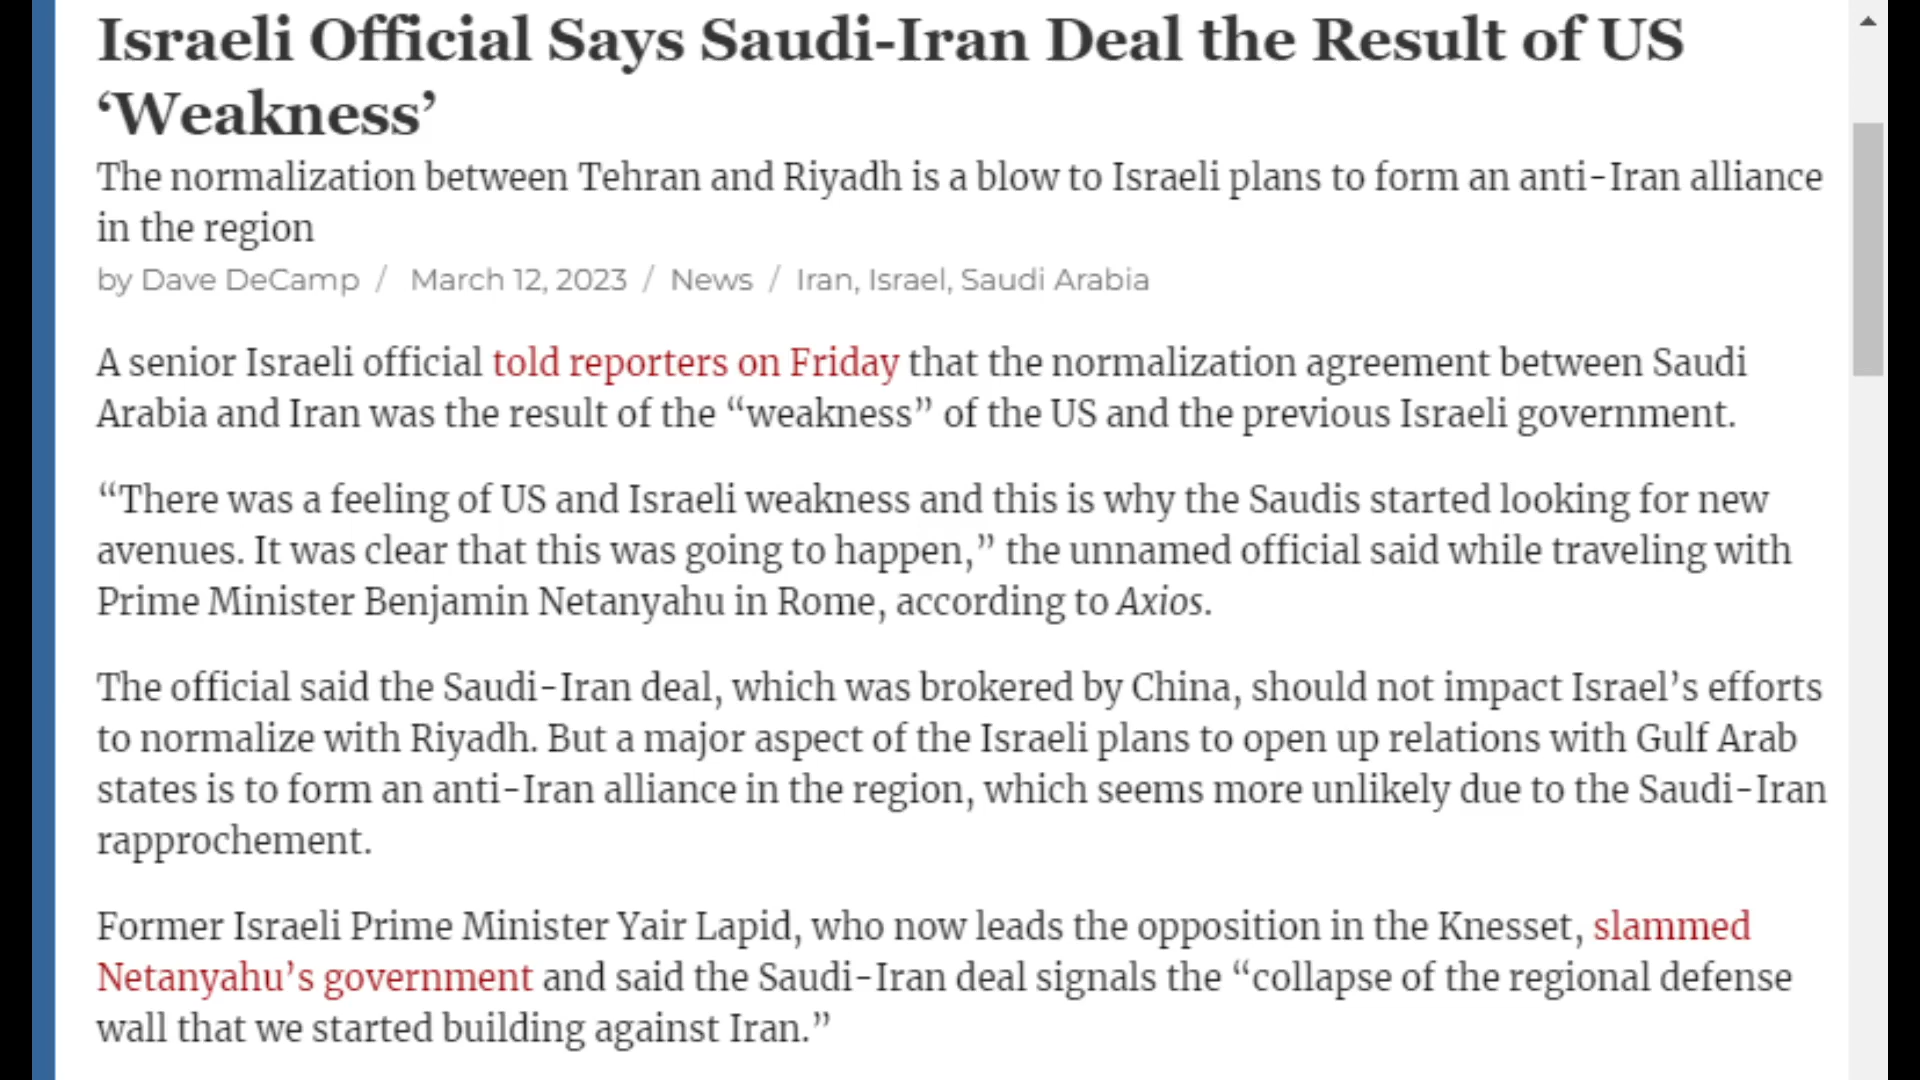 Israeli Official Says Saudi-Iran Deal the Result of US
‘Weakness’
The normalization between Tehran and Riyadh is a blow to Israeli plans to form an anti-Iran alliance
in the region
by Dave DeCamp / March 12, 2023 / News / Iran, Israel, Saudi Arabia
A senior Israeli official told reporters on Friday that the normalization agreement between Saudi
Arabia and Iran was the result of the “weakness” of the US and the previous Israeli government.
“There was a feeling of US and Israeli weakness and this is why the Saudis started looking for new
avenues. It was clear that this was going to happen,” the unnamed official said while traveling with
Prime Minister Benjamin Netanyahu in Rome, according to Axios.
The official said the Saudi-Iran deal, which was brokered by China, should not impact Israel’s efforts
to normalize with Riyadh. But a major aspect of the Israeli plans to open up relations with Gulf Arab
states is to form an anti-Iran alliance in the region, which seems more unlikely due to the Saudi-Iran
rapprochement.
Former Israeli Prime Minister Yair Lapid, who now leads the opposition in the Knesset, slammed
Netanyahu’s government and said the Saudi-Iran deal signals the “collapse of the regional defense
wall that we started building against Iran.”